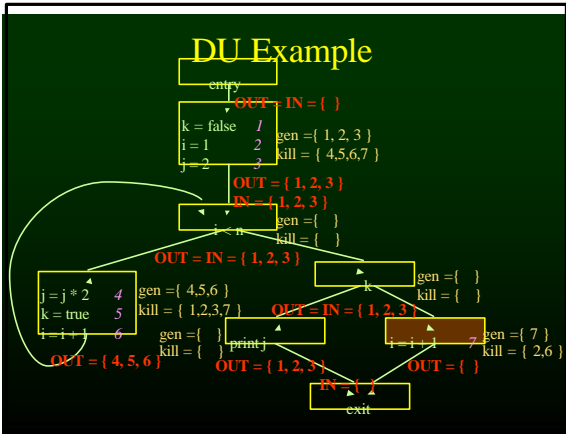 DU Example
entry
OUT = IN = { }
k = false 1
i = 1 2
j = 2 3
gen ={ 1, 2, 3 }
kill = { 4,5,6,7 }
OUT = { 1, 2, 3 }
IN = { 1, 2, 3 }
gen ={ }
kill = { }
i < n
OUT = IN = { 1, 2, 3 }
k
gen ={ }
kill = { }
j = j * 2 4
k = true 5
i = i + 1 6
gen ={ 4,5,6 }
kill = { 1,2,3,7 }
OUT = { 4, 5, 6 }
OUT = IN = { 1, 2, 3 }
gen ={ }
kill = { }
print j
i = i + 1 7
gen ={ 7 }
kill = { 2,6 }
OUT = { 1, 2, 3 }
OUT = { }
IN = { }
exit